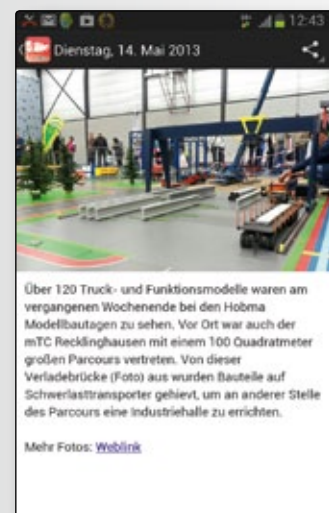 12:43
Dienstag, 14. Mai 2013
Über 120 Truck- und Funktionsmodelle waren am
vergangenen Wochenende bei den Hobma
Modellbautagen zu sehen. Vor Ort war auch der
mTC Recklinghausen mit einem 100 Quadratmeter
großen Parcours vertreten. Von dieser
Verladebrücke (Foto) aus wurden Bauteile auf
Schwerlasttransporter gehievt, um an anderer Stelle
des Parcours eine Industriehalle zu errichten.
Mehr Fotos: Weblink